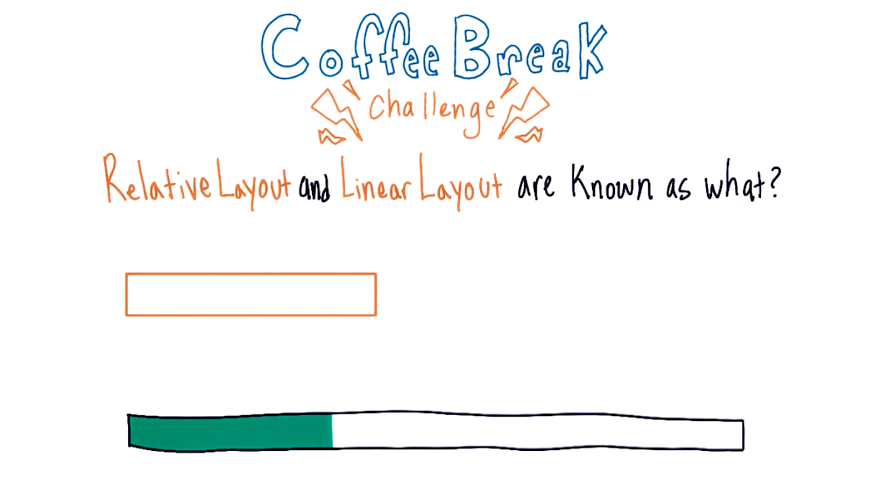 Coffee Break
Challenge
Relative Layout and Linear Layout are known as what?